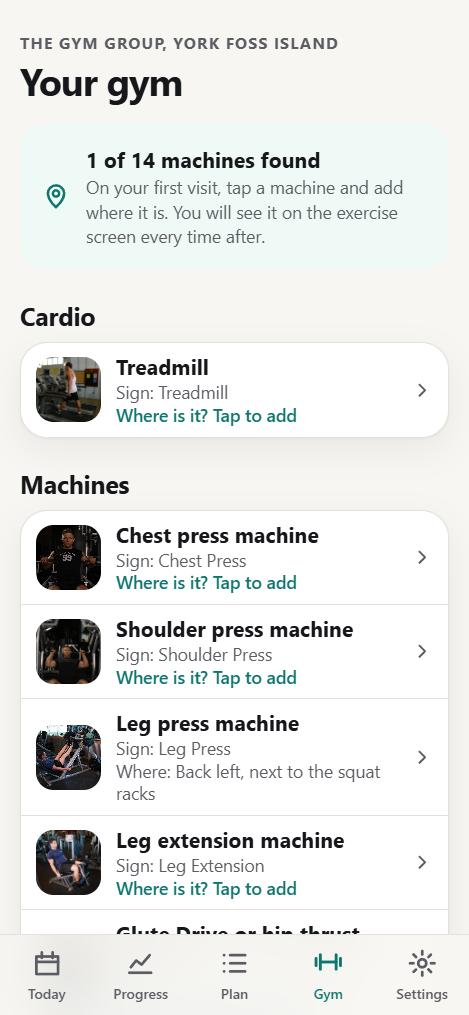 THE GYM GROUP, YORK FOSS ISLAND
Your gym
1 of 14 machines found
On your first visit, tap a machine and add
where it is. You will see it on the exercise
screen every time after.
Cardio
Treadmill
Sign: Treadmill
Where is it? Tap to add
Machines
Chest press machine
Sign: Chest Press
Where is it? Tap to add
Shoulder press machine
Sign: Shoulder Press
Where is it? Tap to add
Leg press machine
Sign: Leg Press
Where: Back left, next to the squat
racks
Leg extension machine
Sign: Leg Extension
Where is it? Tap to add
Glute Drive or hip thrust
Today
Progress
Plan
Gym
Settings